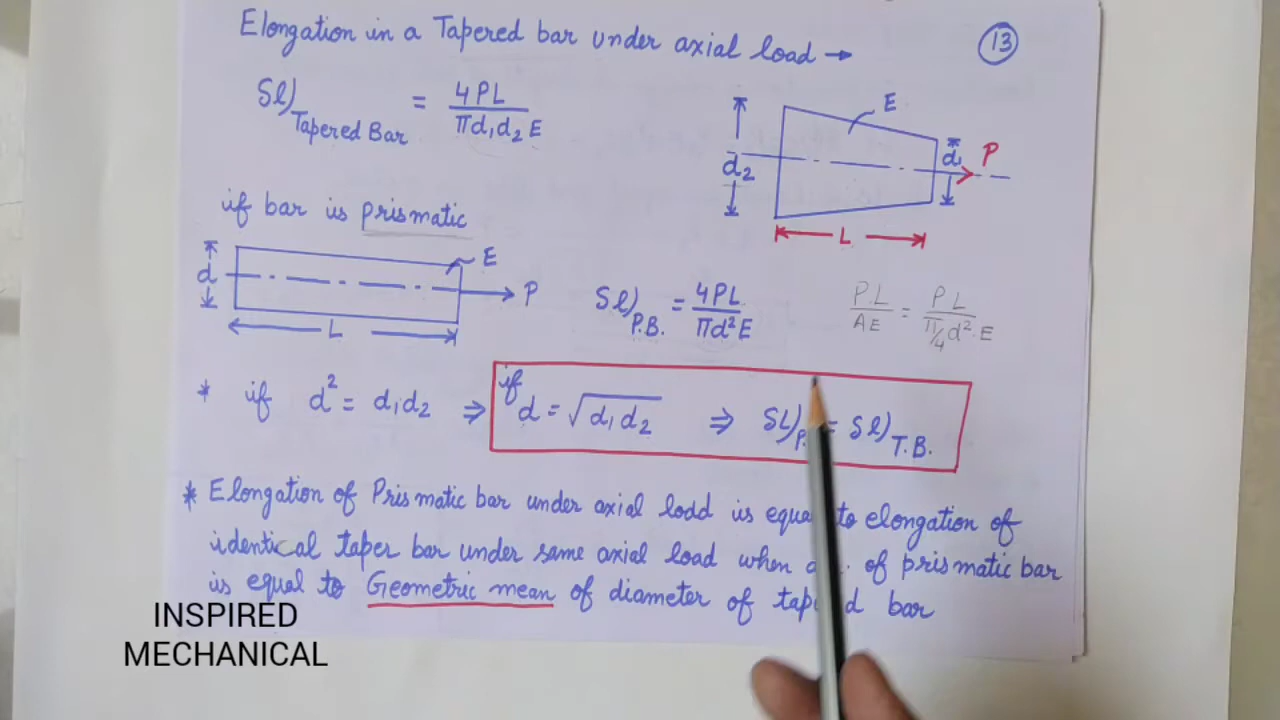 Elongation in a Tapered bar under axial load →
13
δl)Tapered Bar = 4PL / πd₁d₂E
E
d₂
d₁
P
L
if bar is prismatic
d
E
P
L
δl)P.B. = 4PL / πd²E
PL / AE = PL / π/4 d² E
* if d² = d₁d₂ ⇒ if d = √d₁d₂ ⇒ δL)P. = δl)T.B.
* Elongation of Prismatic bar under axial lodd is equal to elongation of
identical taper bar under same axial load when of prismatic bar
is equal to Geometric mean of diameter of bar
INSPIRED
MECHANICAL